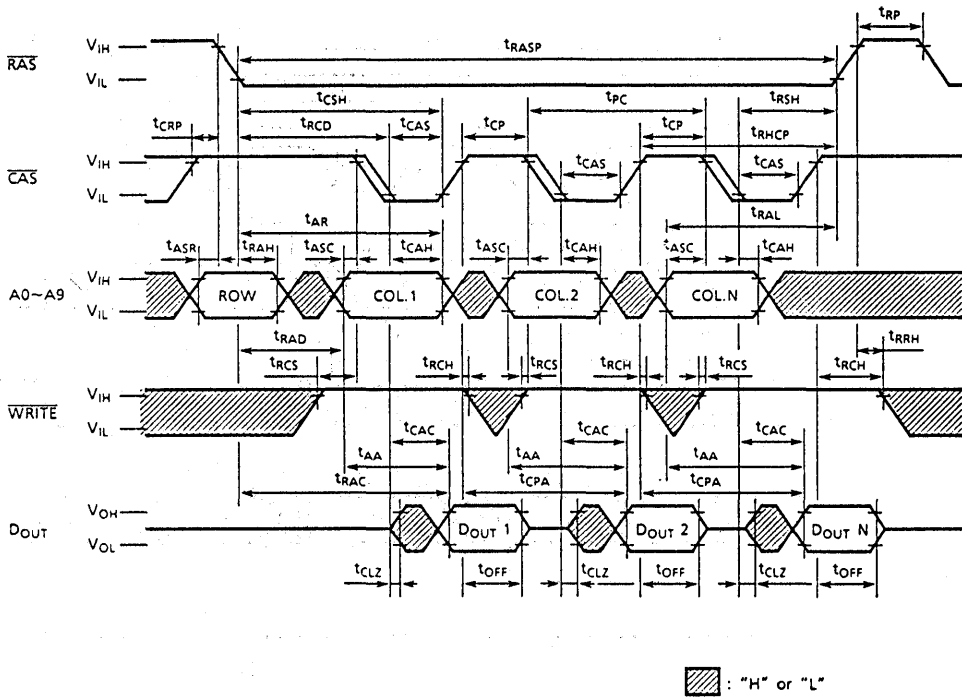 tRP
VIH
RAS
tRASP
VIL
tCSH
tPC
tRSH
tCRP
tRCD
tCAS
tCP
tCP
tRHCP
VIH
CAS
tCAS
tCAS
VIL
tAR
tRAL
tASR
tRAH
tASC
tCAH
tASC
tCAH
tASC
tCAH
VIH
A0~A9
ROW
COL.1
COL.2
COL.N
VIL
tRAD
tRRH
tRCS
tRCH
tRCS
tRCH
tRCS
tRCH
VIH
WRITE
VIL
tCAC
tCAC
tCAC
tAA
tAA
tAA
tRAC
tCPA
tCPA
VOH
DOUT
DOUT 1
DOUT 2
DOUT N
VOL
tCLZ
tOFF
tCLZ
tOFF
tCLZ
tOFF
: "H" or "L"